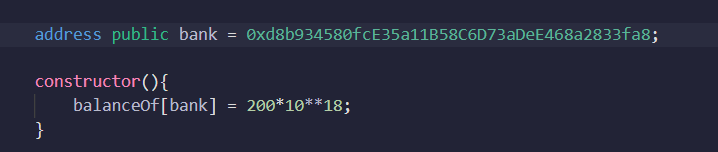 address public bank = 0xd8b934580fcE35a11B58C6D73aDeE468a2833fa8;
constructor(){
balanceOf[bank] = 200*10**18;
}